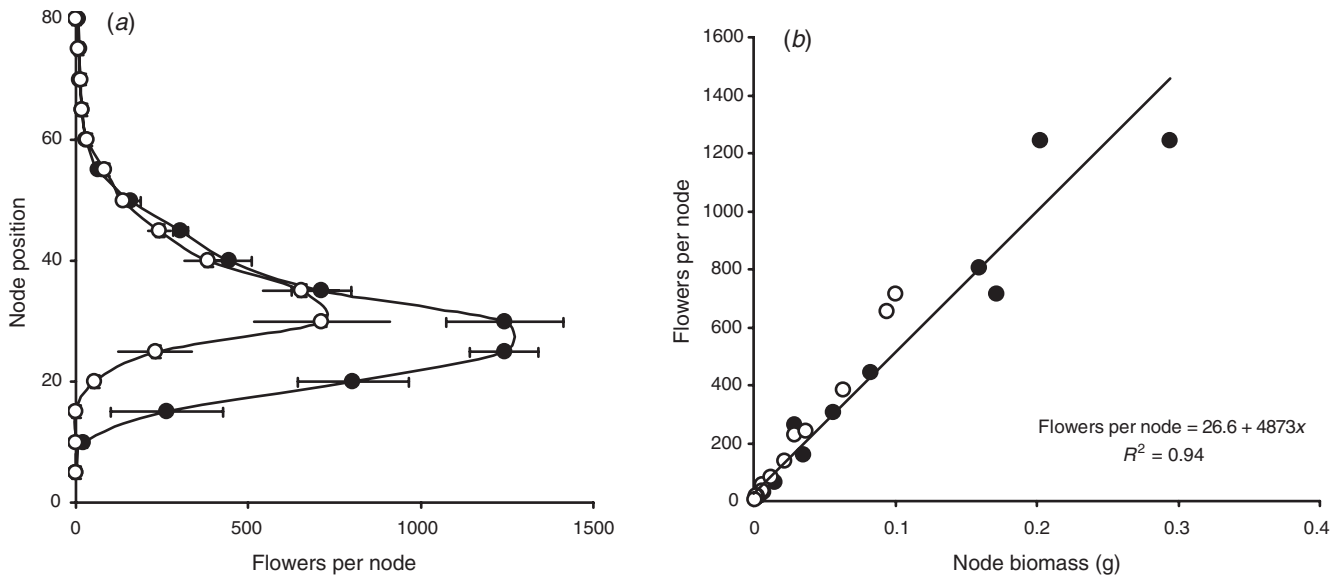 (a)
80
60
40
20
0
Node position
0
500
1000
1500
Flowers per node
(b)
1600
1400
1200
1000
800
600
400
200
0
Flowers per node
Flowers per node = 26.6 + 4873x
R² = 0.94
0
0.1
0.2
0.3
0.4
Node biomass (g)